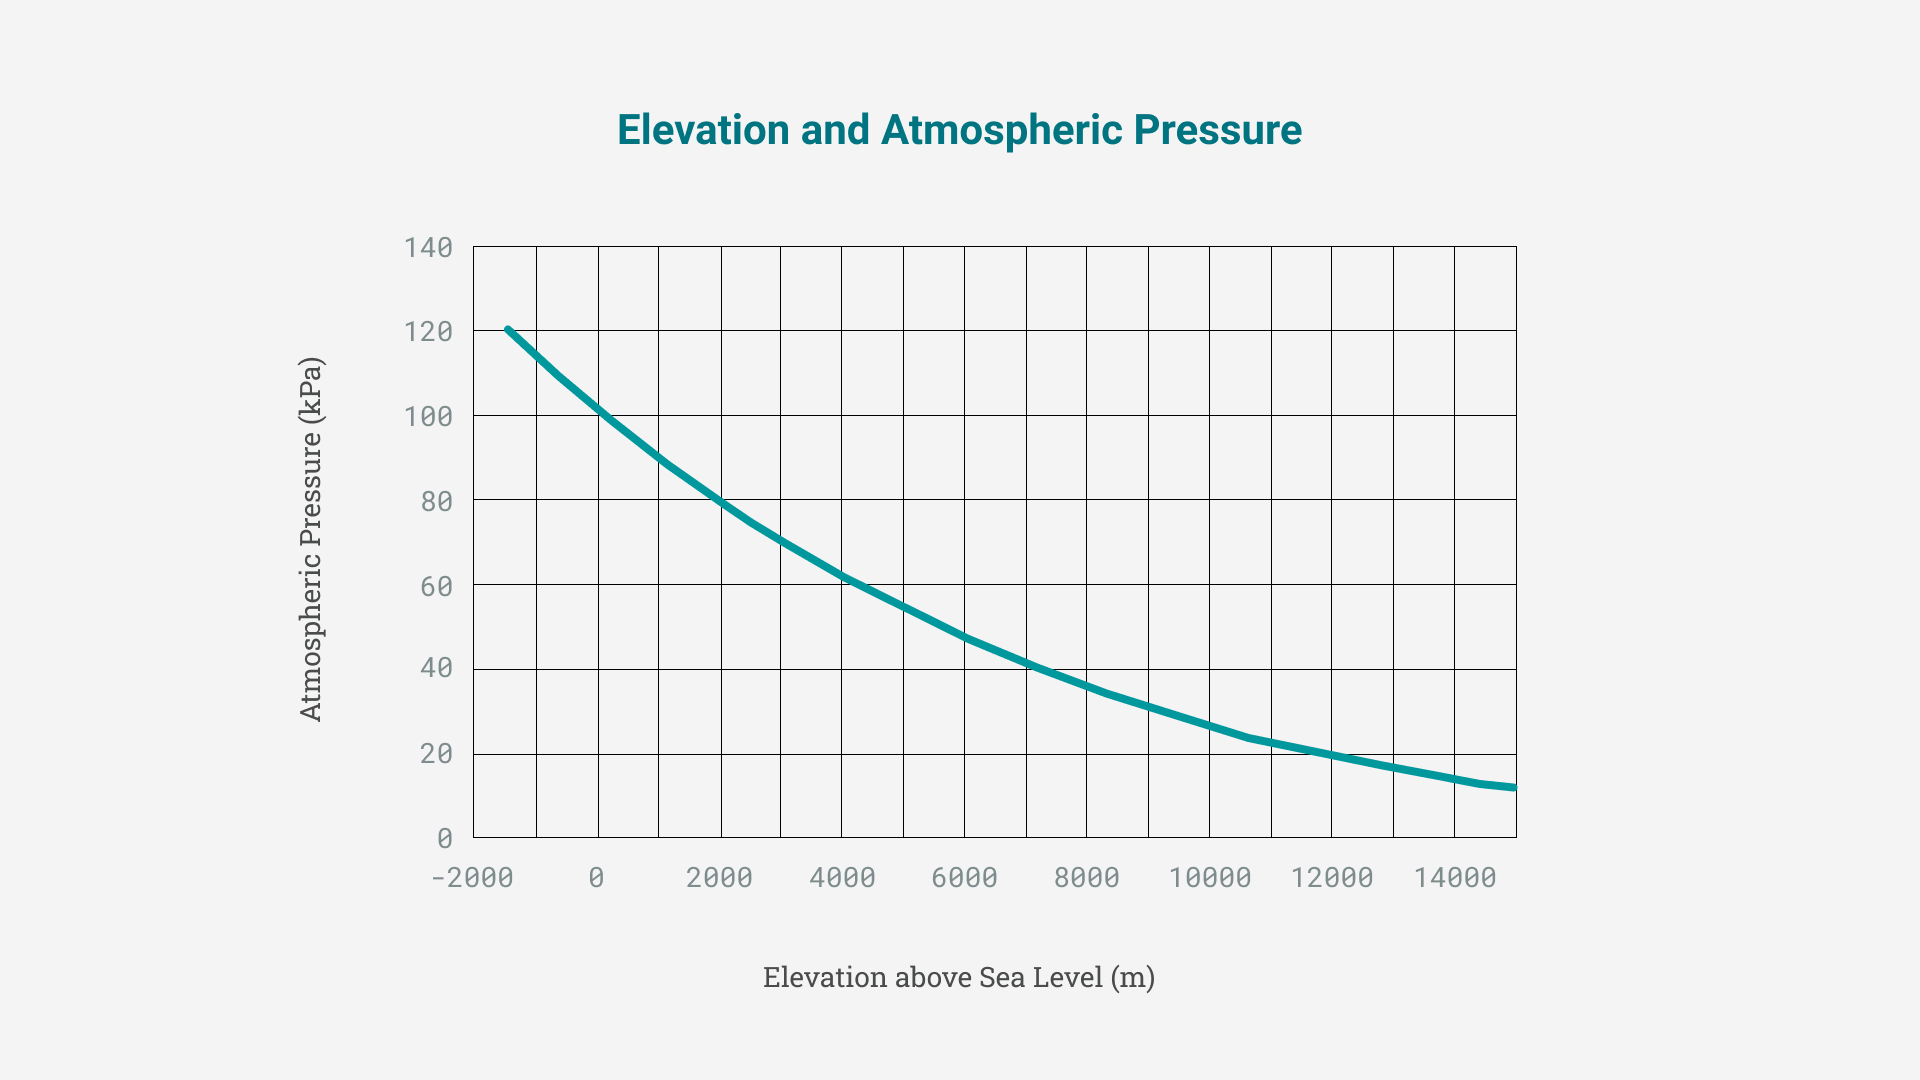 Elevation and Atmospheric Pressure
Atmospheric Pressure (kPa)
140
120
100
80
60
40
20
0
-2000 0 2000 4000 6000 8000 10000 12000 14000
Elevation above Sea Level (m)